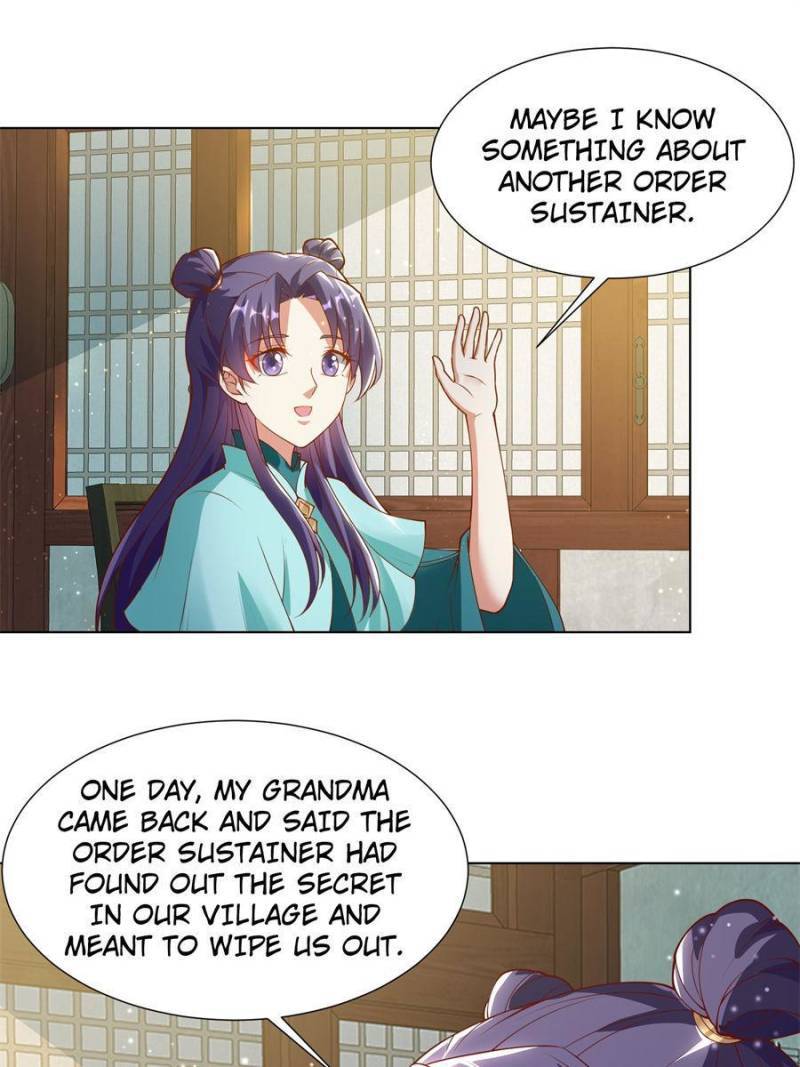 MAYBE I KNOW
SOMETHING ABOUT
ANOTHER ORDER
SUSTAINER.
ONE DAY, MY GRANDMA
CAME BACK AND SAID THE
ORDER SUSTAINER HAD
FOUND OUT THE SECRET
IN OUR VILLAGE AND
MEANT TO WIPE US OUT.